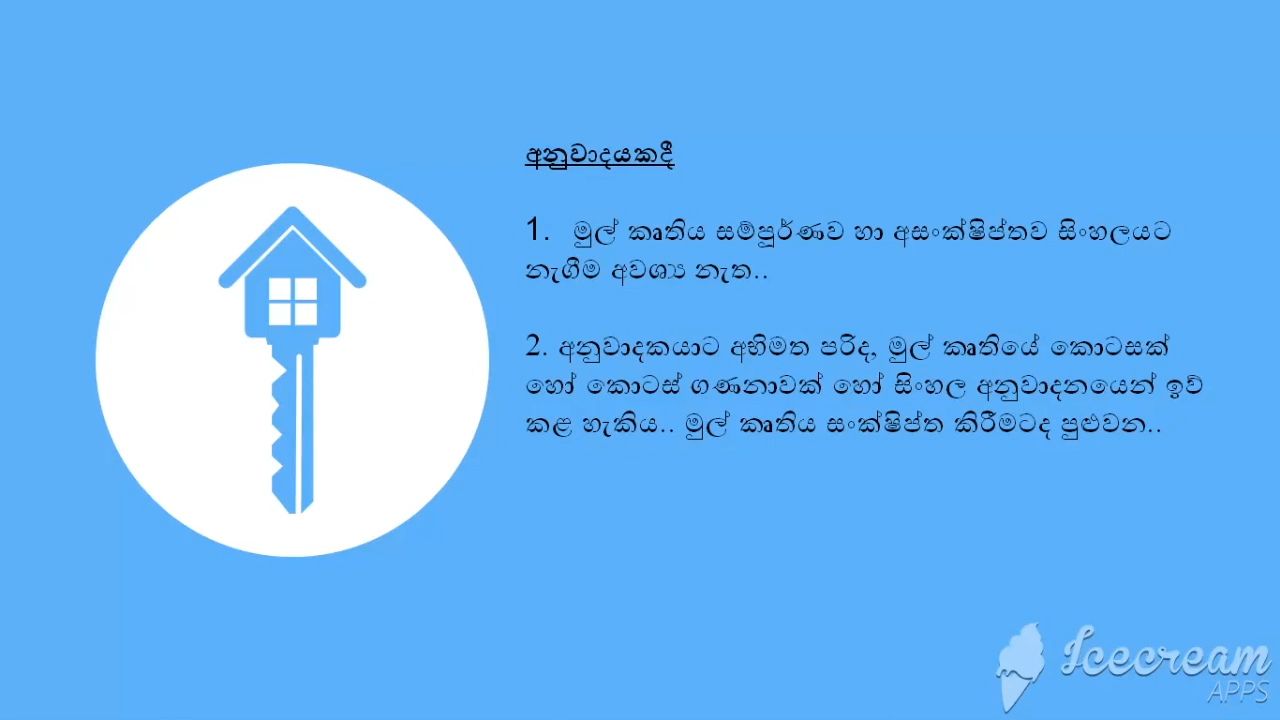 අනුවාදයකදී
1. මුල් කෘතිය සම්පූර්ණව හා අසංක්ෂිප්තව සිංහලයට
නැගීම අවශ්‍ය නැත..
2. අනුවාදකයාට අභිමත පරිදි, මුල් කෘතියේ කොටසක්
හෝ කොටස් ගණනාවක් හෝ සිංහල අනුවාදනයෙන් ඉවත්
කළ හැකිය.. මුල් කෘතිය සංක්ෂිප්ත කිරීමටද පුළුවන..
Icecream
APPS